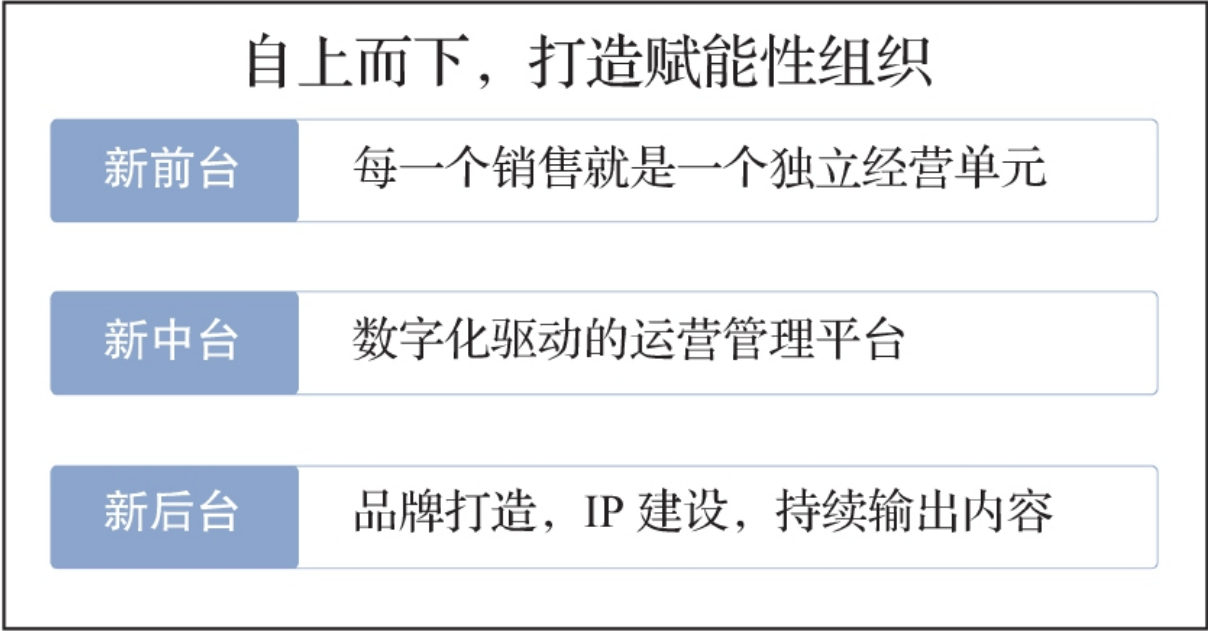 自上而下，打造赋能性组织
新前台
每一个销售就是一个独立经营单元
新中台
数字化驱动的运营管理平台
新后台
品牌打造，IP 建设，持续输出内容